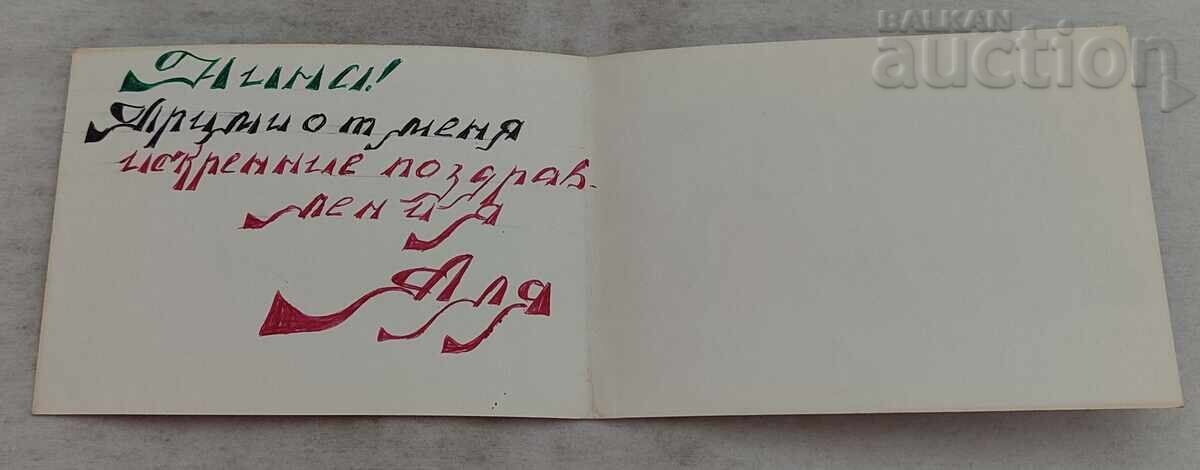 BALKAN
auction
Нина!
Прими от меня
искренние поздрав-
ления
Аля